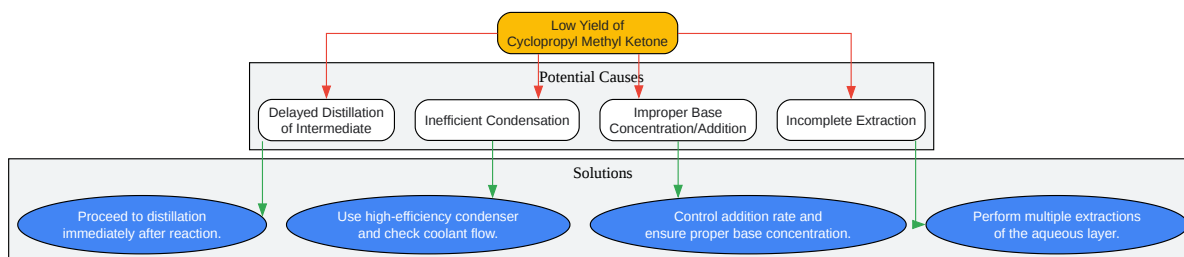 Low Yield of
Cyclopropyl Methyl Ketone
Potential Causes
Delayed Distillation
of Intermediate
Inefficient Condensation
Improper Base
Concentration/Addition
Incomplete Extraction
Solutions
Proceed to distillation
immediately after reaction.
Use high-efficiency condenser
and check coolant flow.
Control addition rate and
ensure proper base concentration.
Perform multiple extractions
of the aqueous layer.